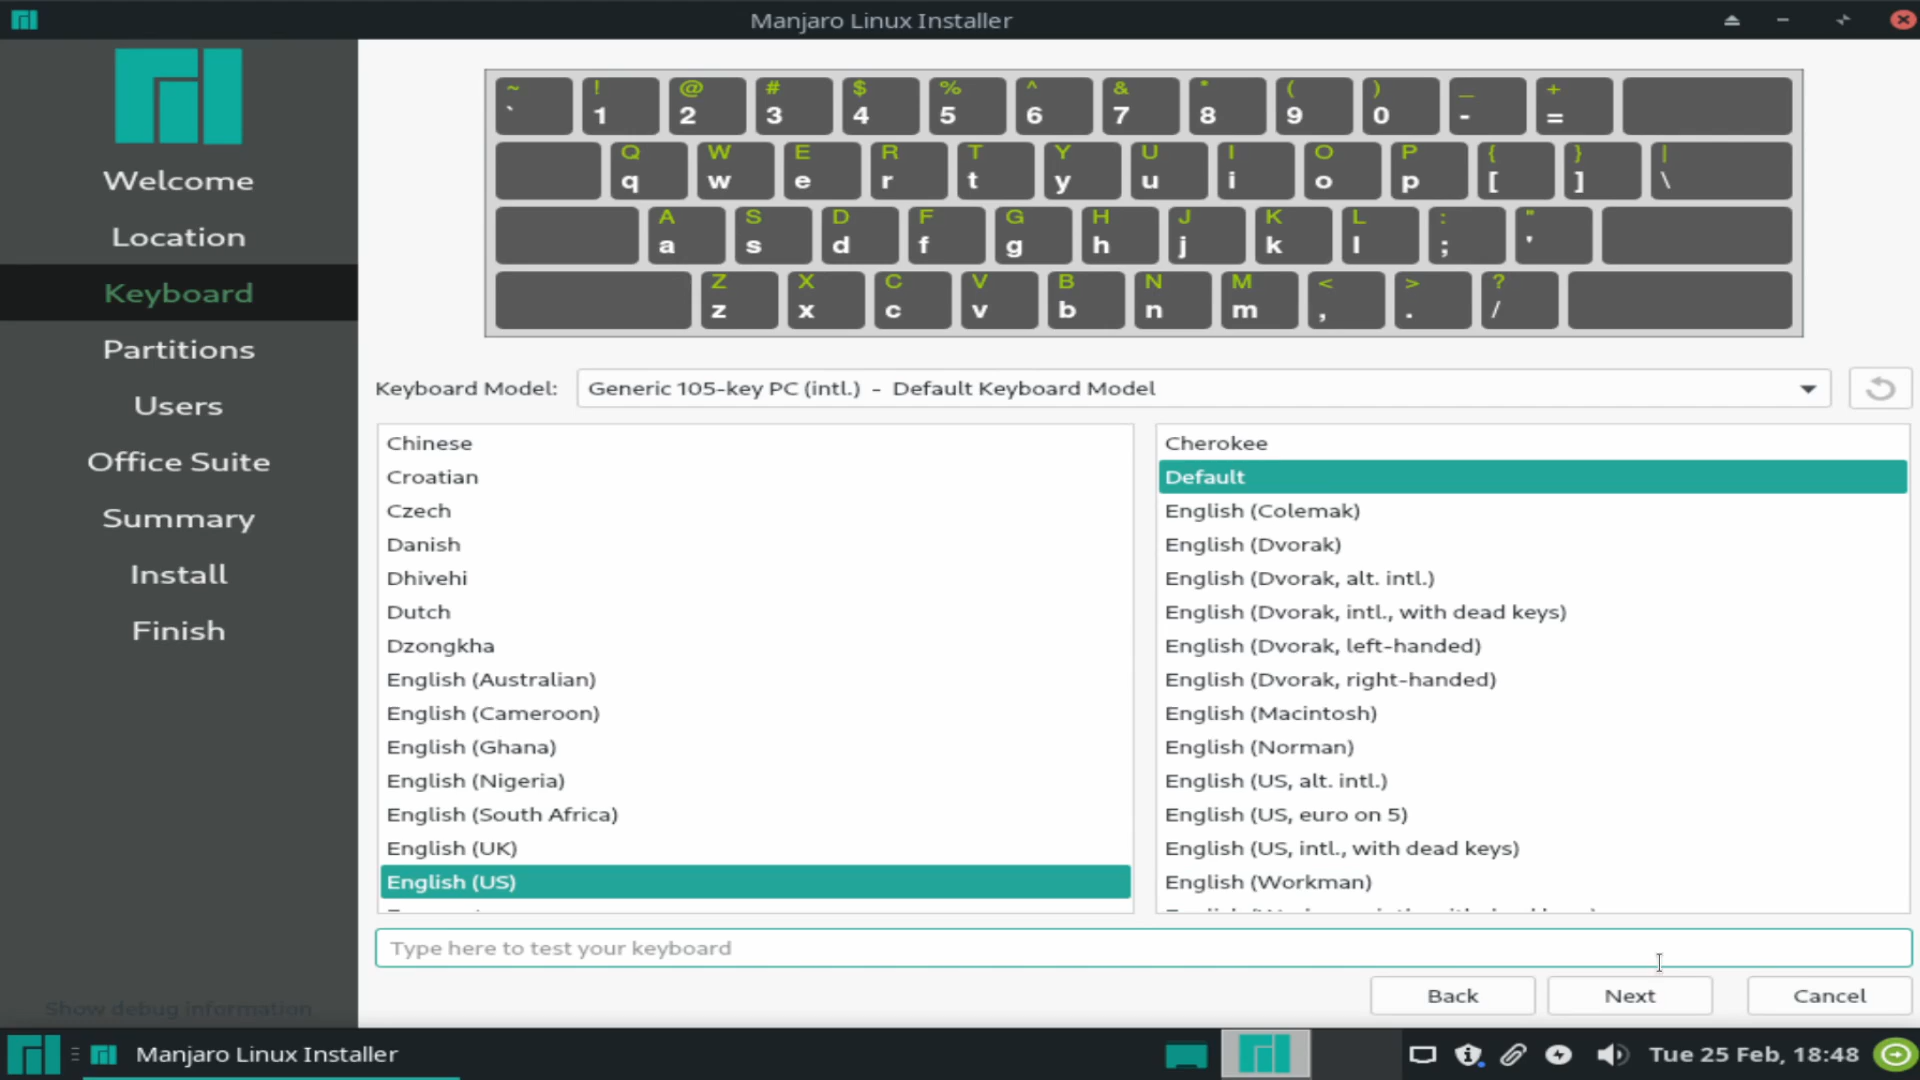 Manjaro Linux Installer
Welcome
Location
Keyboard
Partitions
Users
Office Suite
Summary
Install
Finish
Show debug information
~ ! @ # $ % ^ & * ( ) _ +
` 1 2 3 4 5 6 7 8 9 0 - =
Q W E R T Y U I O P { } |
q w e r t y u i o p [ ] \
A S D F G H J K L : "
a s d f g h j k l ; '
Z X C V B N M < > ?
z x c v b n m , . /
Keyboard Model: Generic 105-key PC (intl.) - Default Keyboard Model
Chinese
Croatian
Czech
Danish
Dhivehi
Dutch
Dzongkha
English (Australian)
English (Cameroon)
English (Ghana)
English (Nigeria)
English (South Africa)
English (UK)
English (US)
Cherokee
Default
English (Colemak)
English (Dvorak)
English (Dvorak, alt. intl.)
English (Dvorak, intl., with dead keys)
English (Dvorak, left-handed)
English (Dvorak, right-handed)
English (Macintosh)
English (Norman)
English (US, alt. intl.)
English (US, euro on 5)
English (US, intl., with dead keys)
English (Workman)
Type here to test your keyboard
Back Next Cancel
Manjaro Linux Installer
Tue 25 Feb, 18:48